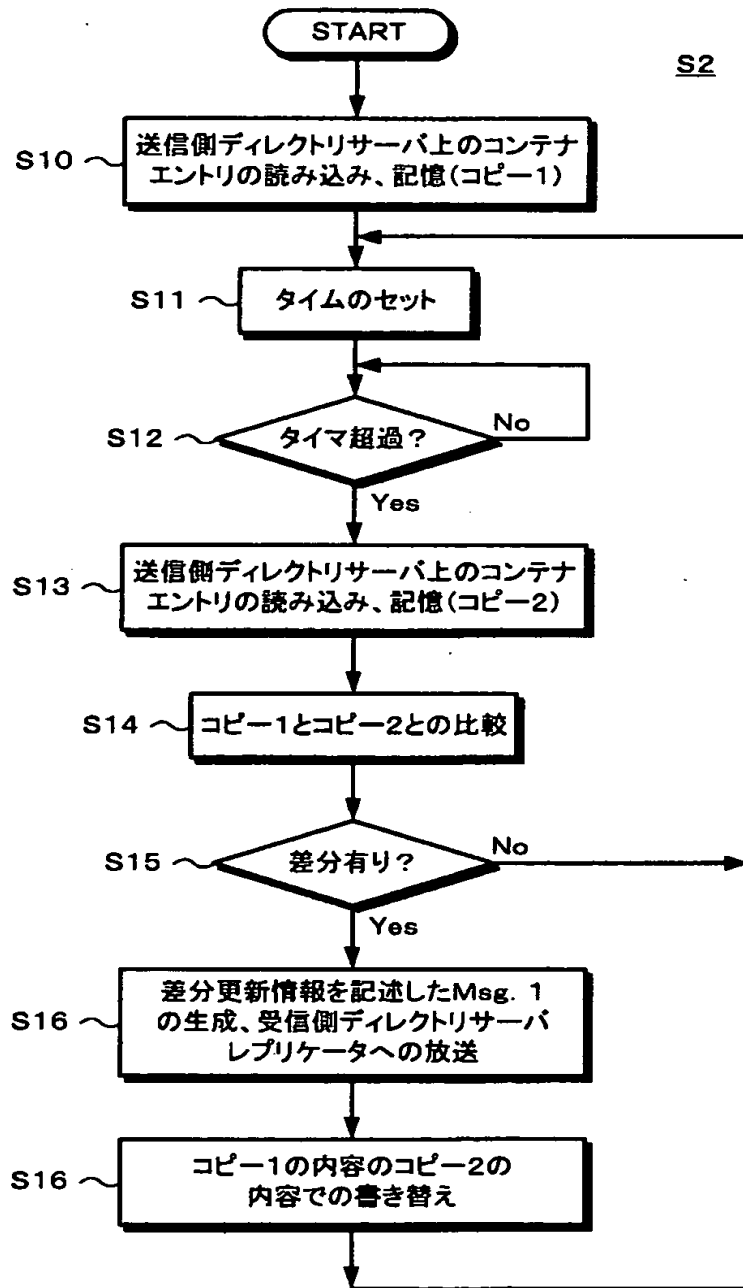 START
S2
S10
送信側ディレクトリサーバ上のコンテナ
エントリの読み込み、記憶(コピー1)
S11
タイムのセット
S12
タイマ超過?
No
Yes
S13
送信側ディレクトリサーバ上のコンテナ
エントリの読み込み、記憶(コピー2)
S14
コピー1とコピー2との比較
S15
差分有り?
No
Yes
S16
差分更新情報を記述したMsg. 1
の生成、受信側ディレクトリサーバ
レプリケータへの放送
S16
コピー1の内容のコピー2の
内容での書き替え